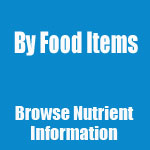 By Food Items
Browse Nutrient
Information